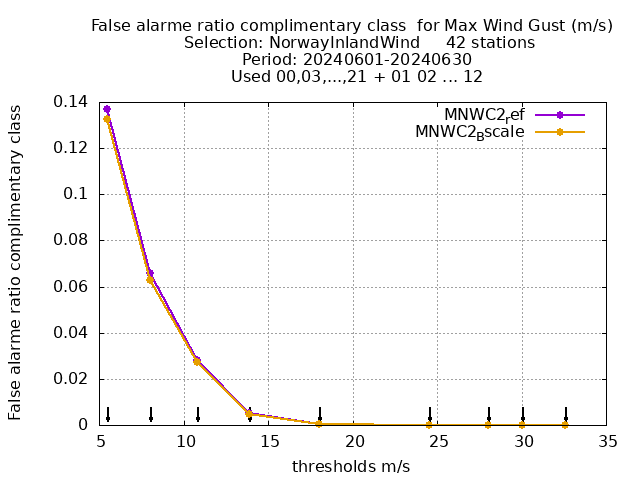 False alarme ratio complimentary class  for Max Wind Gust (m/s)
Selection: NorwayInlandWind     42 stations
Period: 20240601-20240630
Used 00,03,...,21 + 01 02 ... 12
False alarme ratio complimentary class
0.14
0.12
0.1
0.08
0.06
0.04
0.02
0
MNWC2ref
MNWC2Bscale
5 10 15 20 25 30 35
thresholds m/s